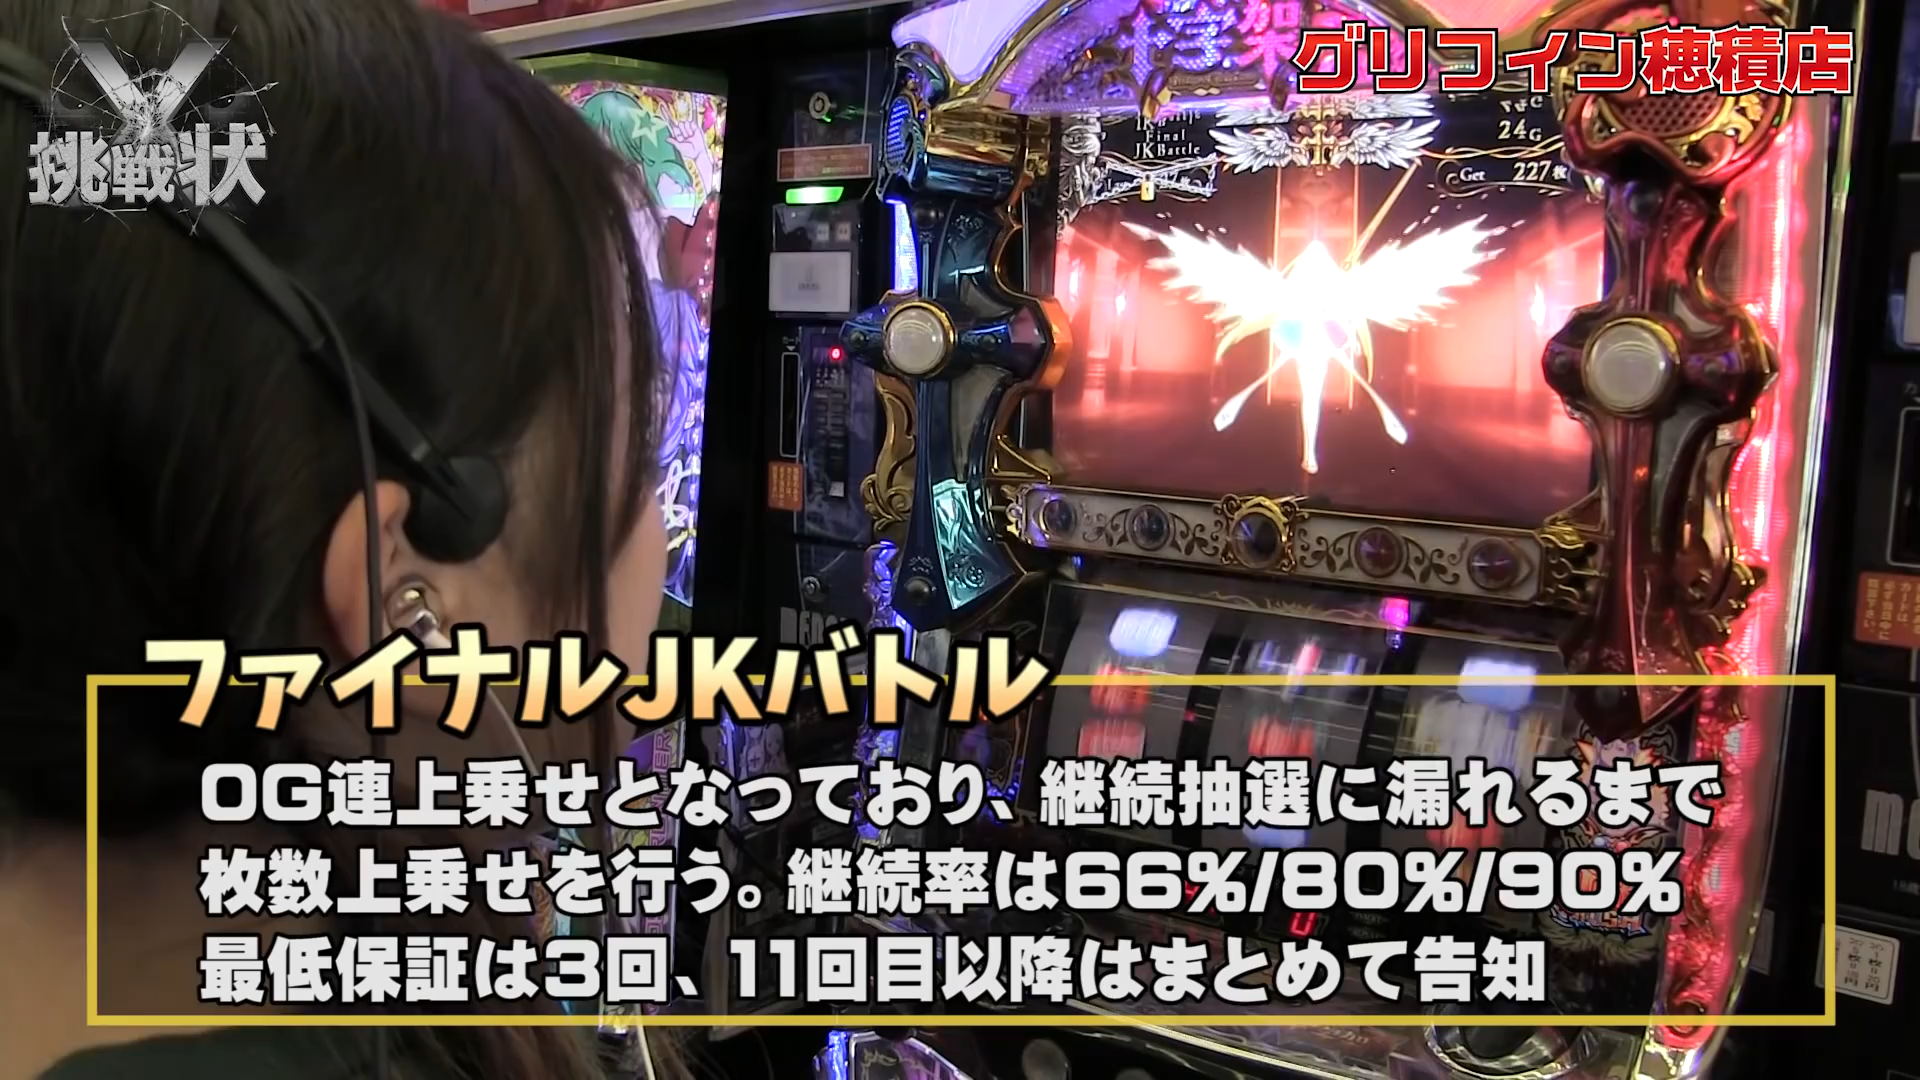 挑戦状
グリフィン穂積店
Final
JK Battle
24G
Get 227枚
ファイナルJKバトル
0G連上乗せとなっており、継続抽選に漏れるまで
枚数上乗せを行う。継続率は66%/80%/90%
最低保証は3回、11回目以降はまとめて告知